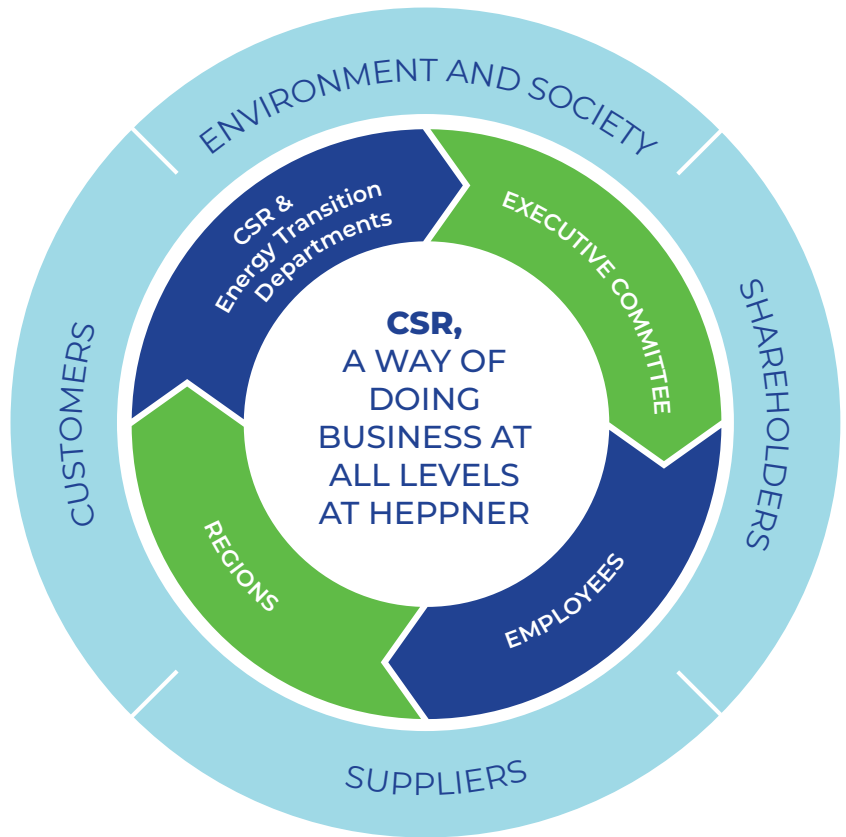 ENVIRONMENT AND SOCIETY
CSR &
Energy Transition
Departments
EXECUTIVE COMMITTEE
SHAREHOLDERS
CUSTOMERS
CSR,
A WAY OF
DOING
BUSINESS AT
ALL LEVELS
AT HEPPNER
REGIONS
EMPLOYEES
SUPPLIERS